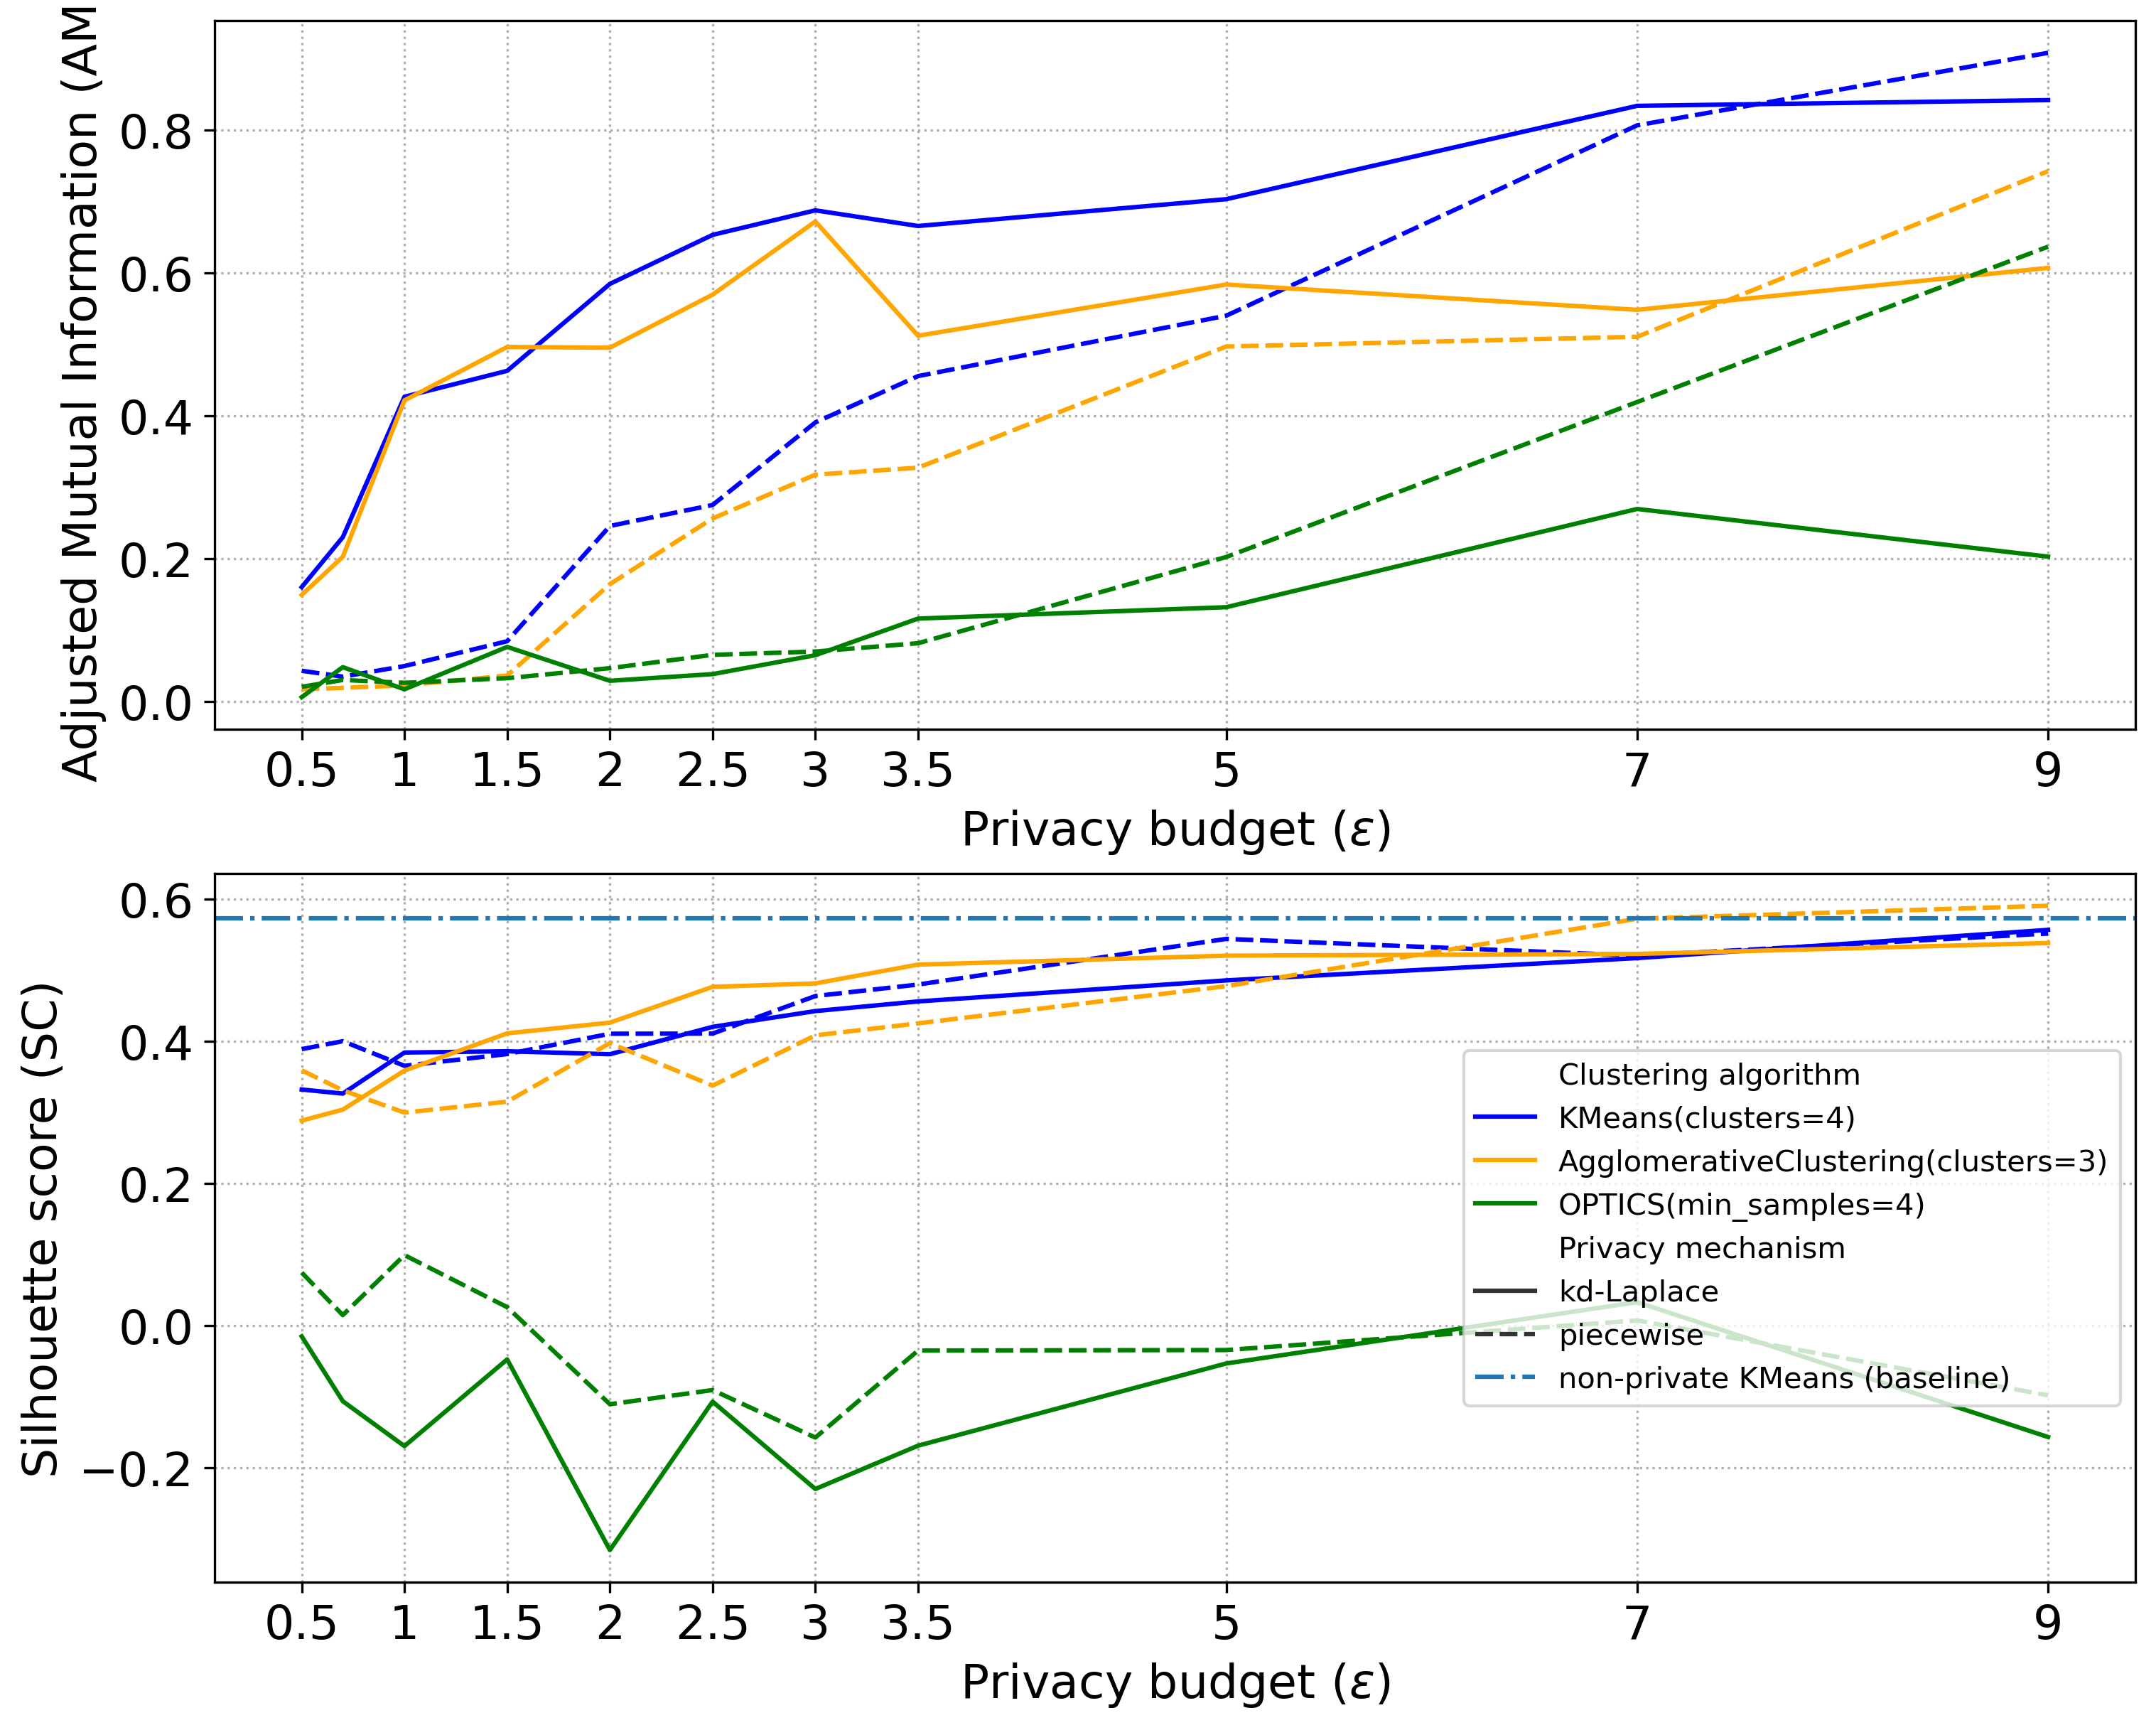 Adjusted Mutual Information (AM
0.8
0.6
0.4
0.2
0.0
0.5 1 1.5 2 2.5 3 3.5 5 7 9
Privacy budget (ε)
Silhouette score (SC)
0.6
0.4
0.2
0.0
−0.2
Clustering algorithm
KMeans(clusters=4)
AgglomerativeClustering(clusters=3)
OPTICS(min_samples=4)
Privacy mechanism
kd-Laplace
piecewise
non-private KMeans (baseline)
0.5 1 1.5 2 2.5 3 3.5 5 7 9
Privacy budget (ε)